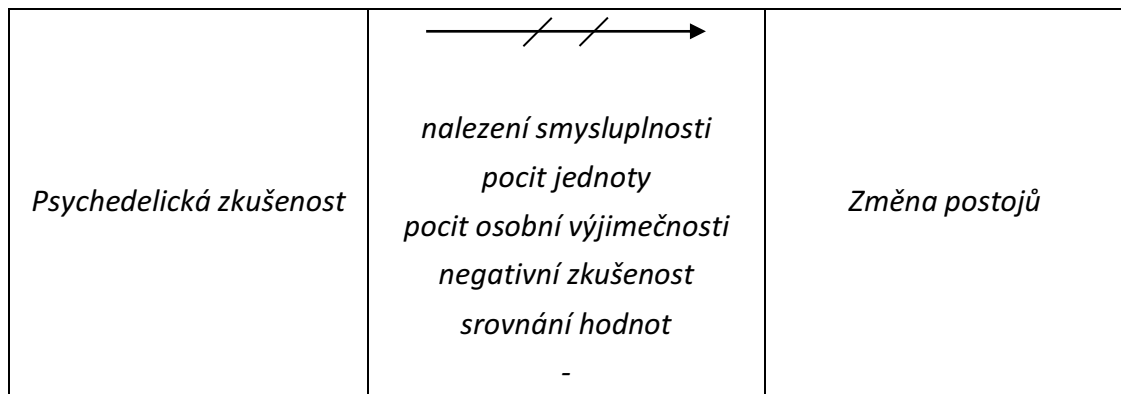 Psychedelická zkušenost
nalezení smysluplnosti
pocit jednoty
pocit osobní výjimečnosti
negativní zkušenost
srovnání hodnot
-
Změna postojů